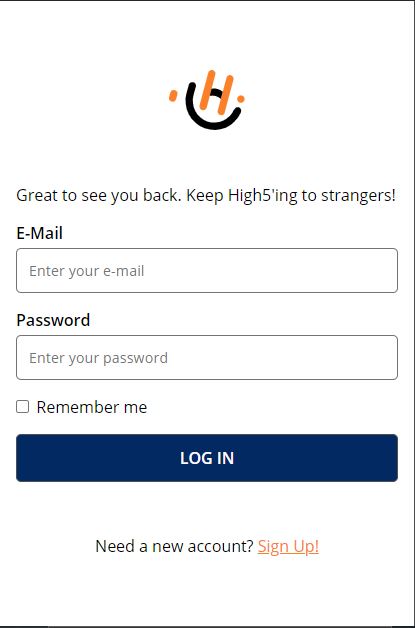 H
Great to see you back. Keep High5'ing to strangers!
E-Mail
Enter your e-mail
Password
Enter your password
Remember me
LOG IN
Need a new account? Sign Up!